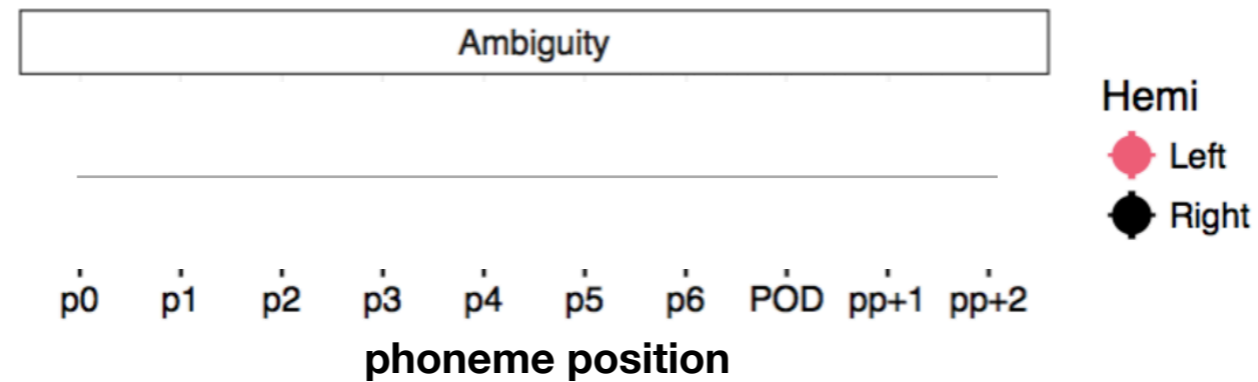 Ambiguity
Hemi
Left
Right
p0 p1 p2 p3 p4 p5 p6 POD pp+1 pp+2
phoneme position